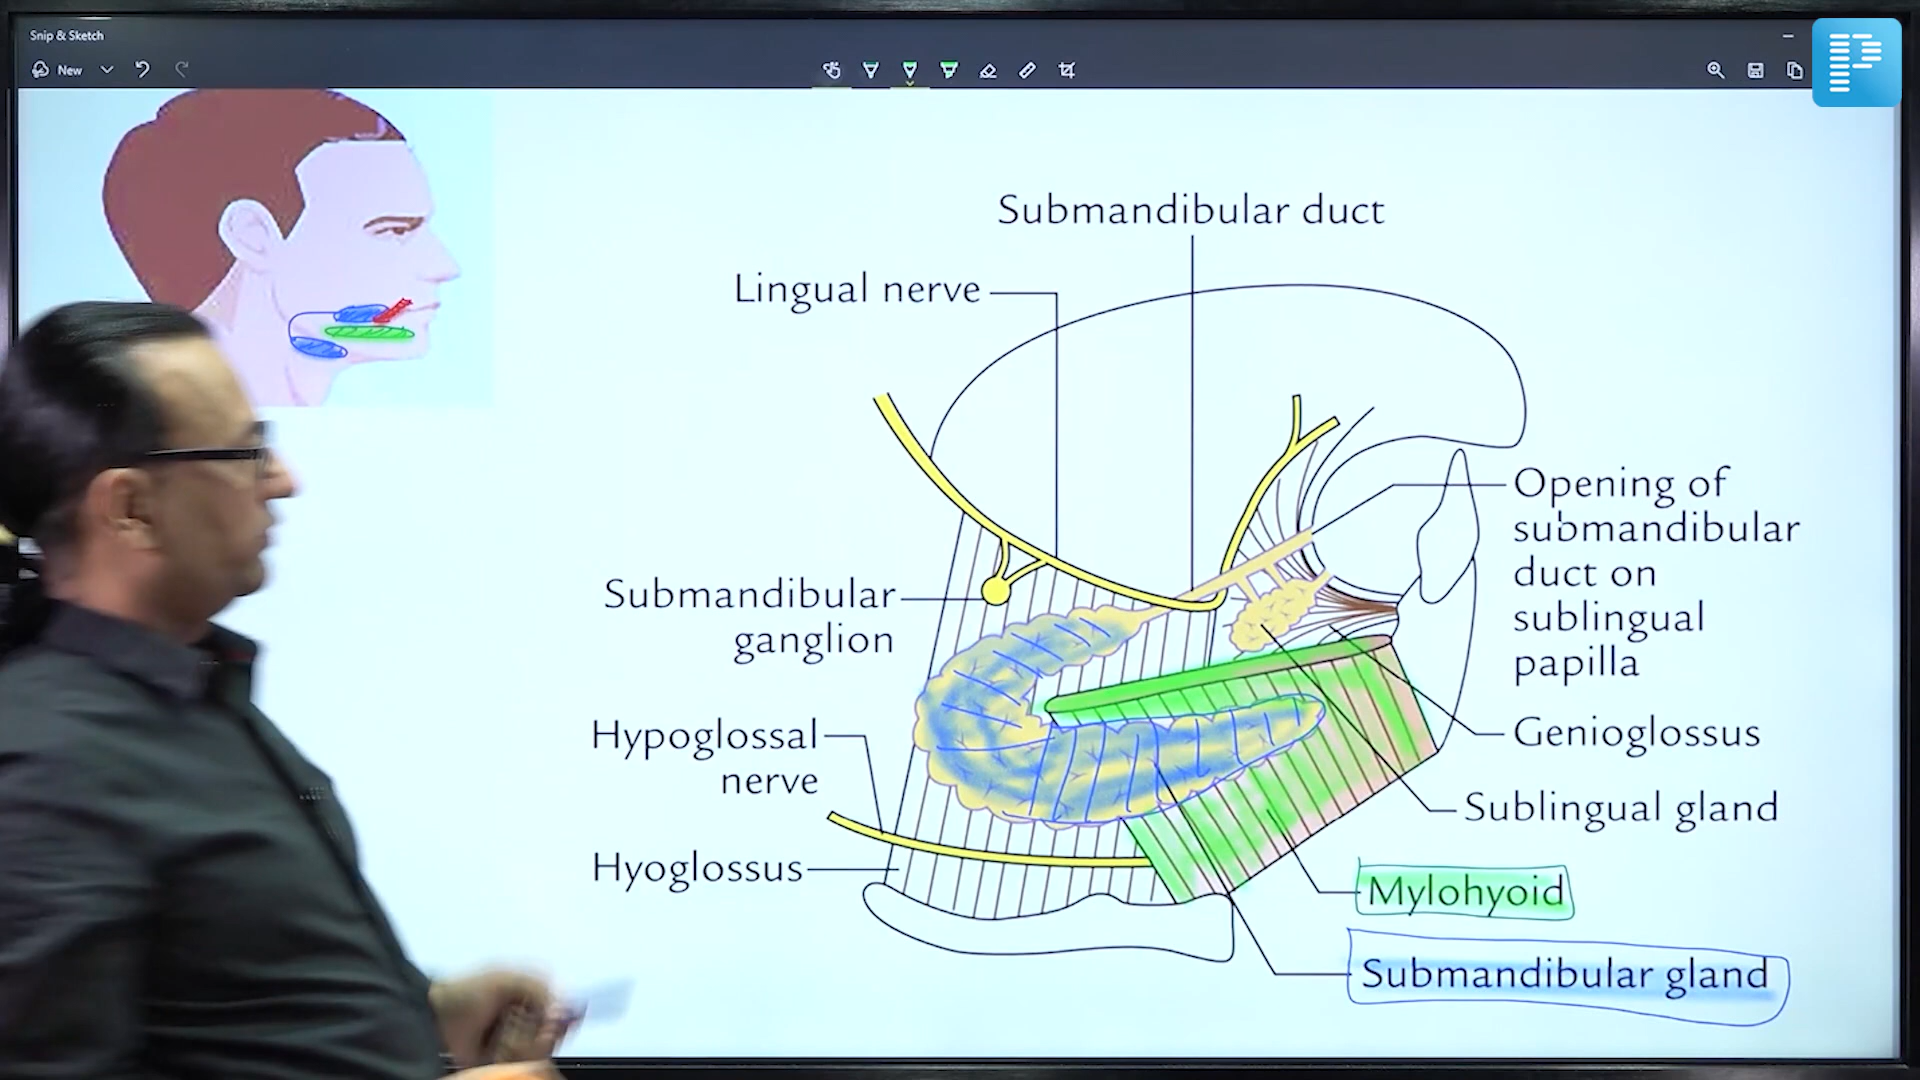 Snip & Sketch
New
Submandibular duct
Lingual nerve
Opening of
submandibular
duct on
sublingual
papilla
Submandibular
ganglion
Hypoglossal
nerve
Genioglossus
Sublingual gland
Hyoglossus
Mylohyoid
Submandibular gland